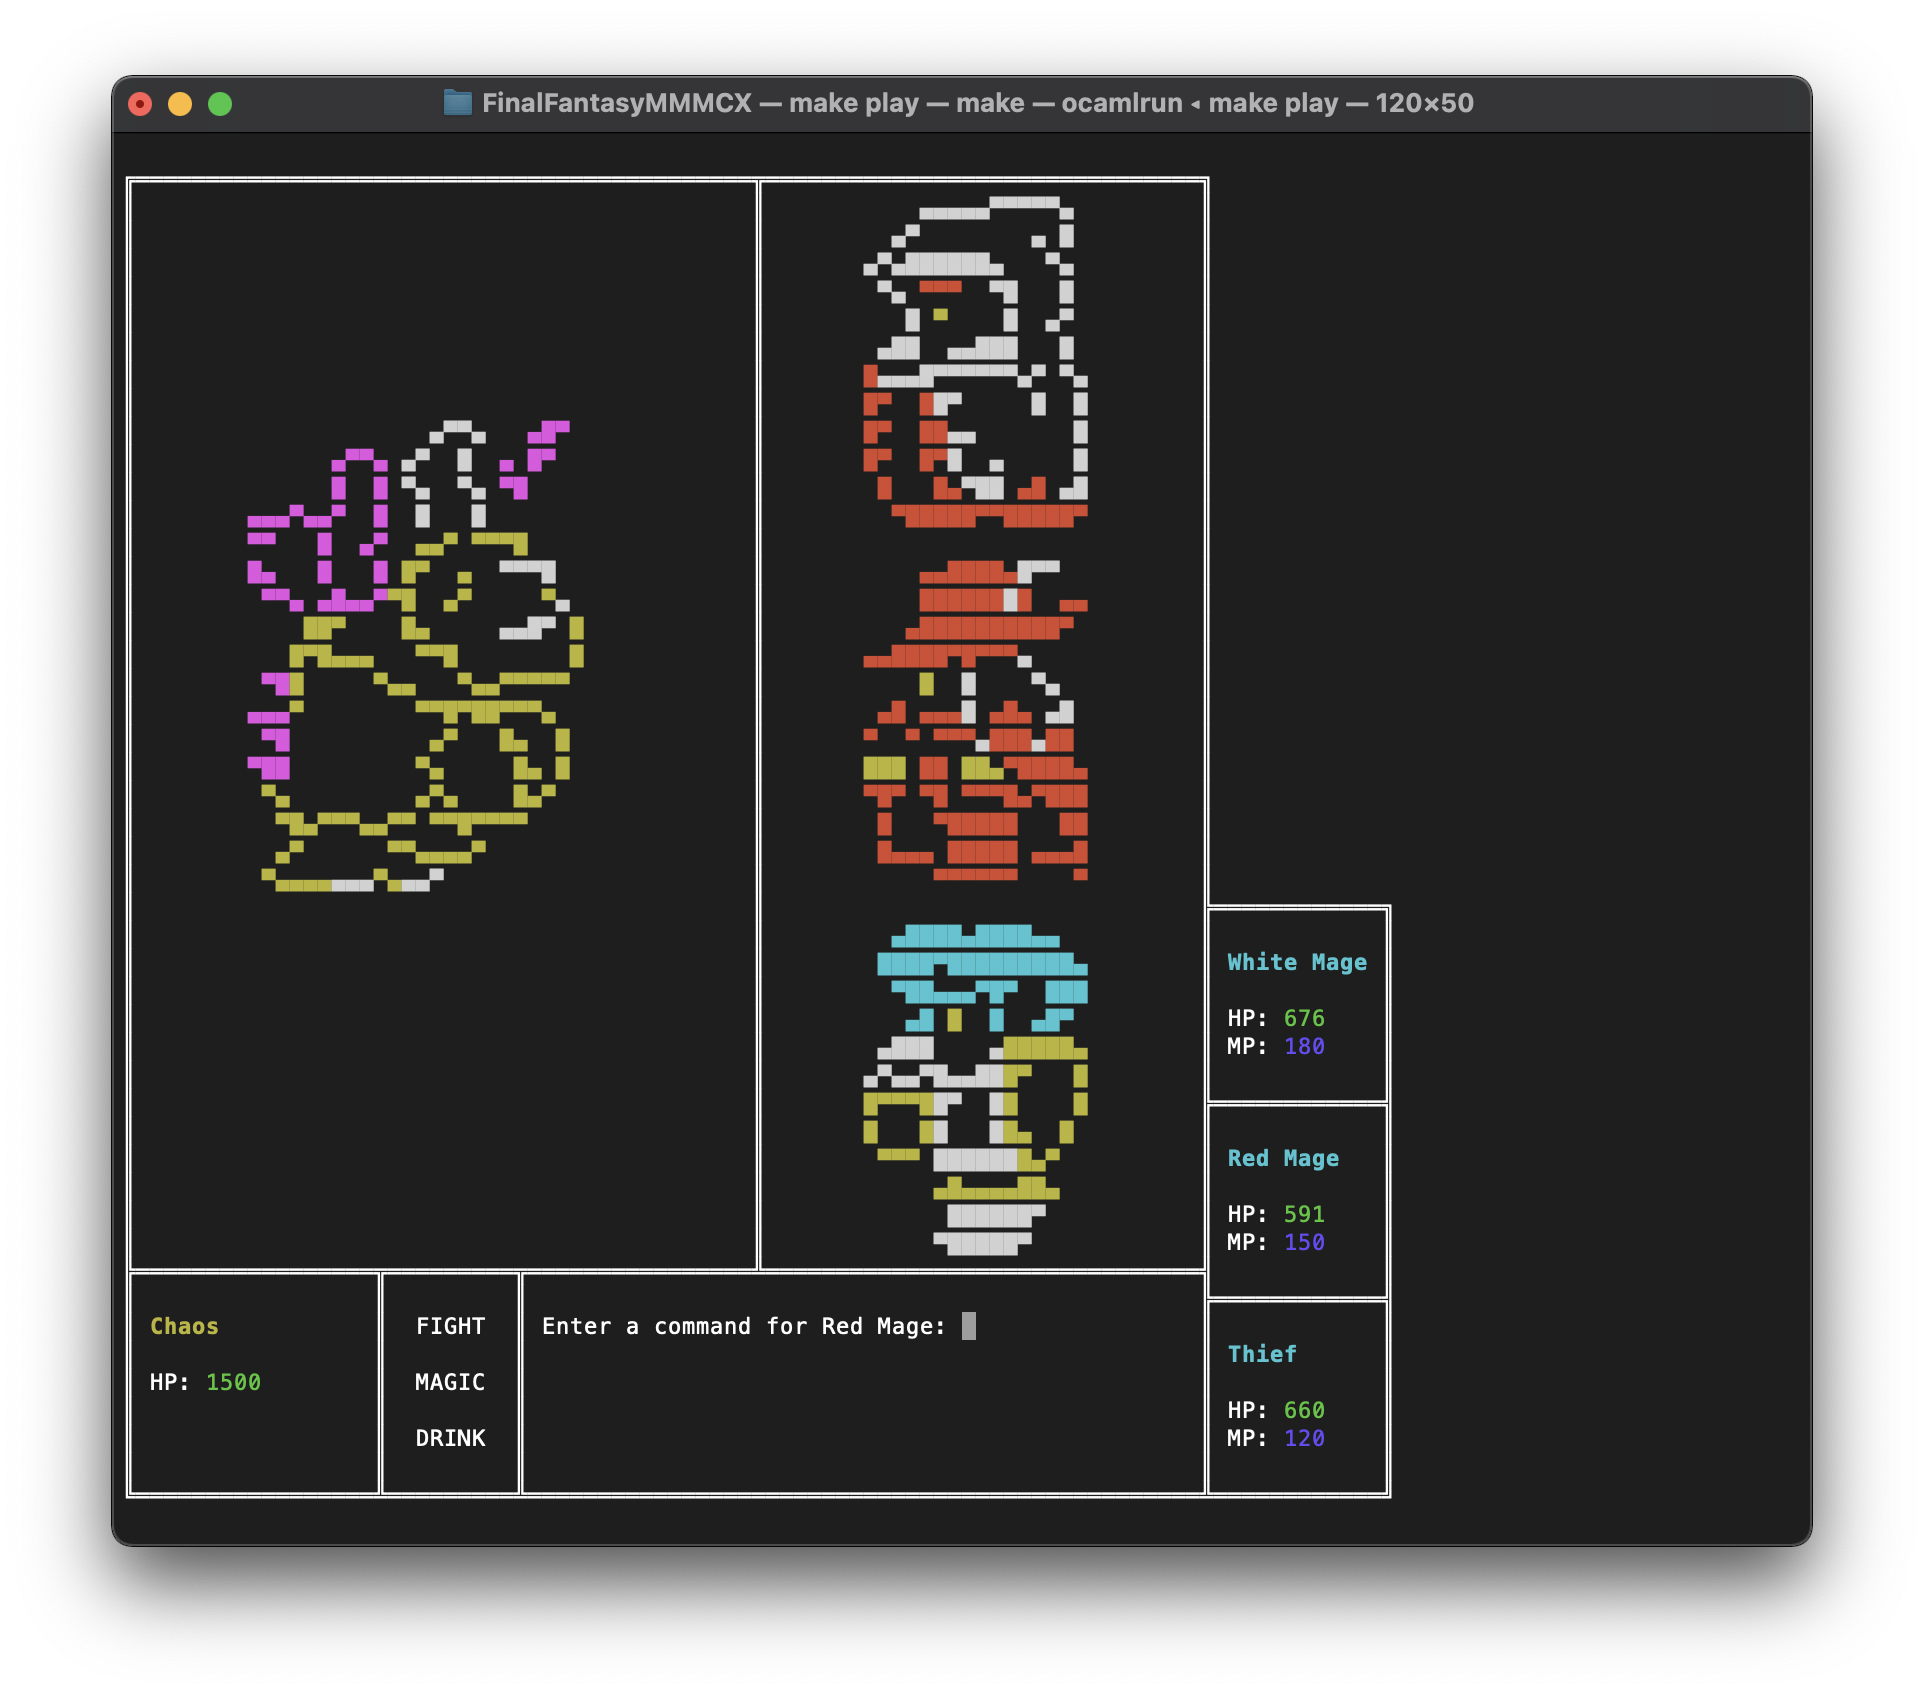 FinalFantasyMMMCX — make play — make — ocamlrun ◂ make play — 120×50
White Mage
HP: 676
MP: 180
Red Mage
HP: 591
MP: 150
Thief
HP: 660
MP: 120
Chaos
HP: 1500
FIGHT
MAGIC
DRINK
Enter a command for Red Mage: